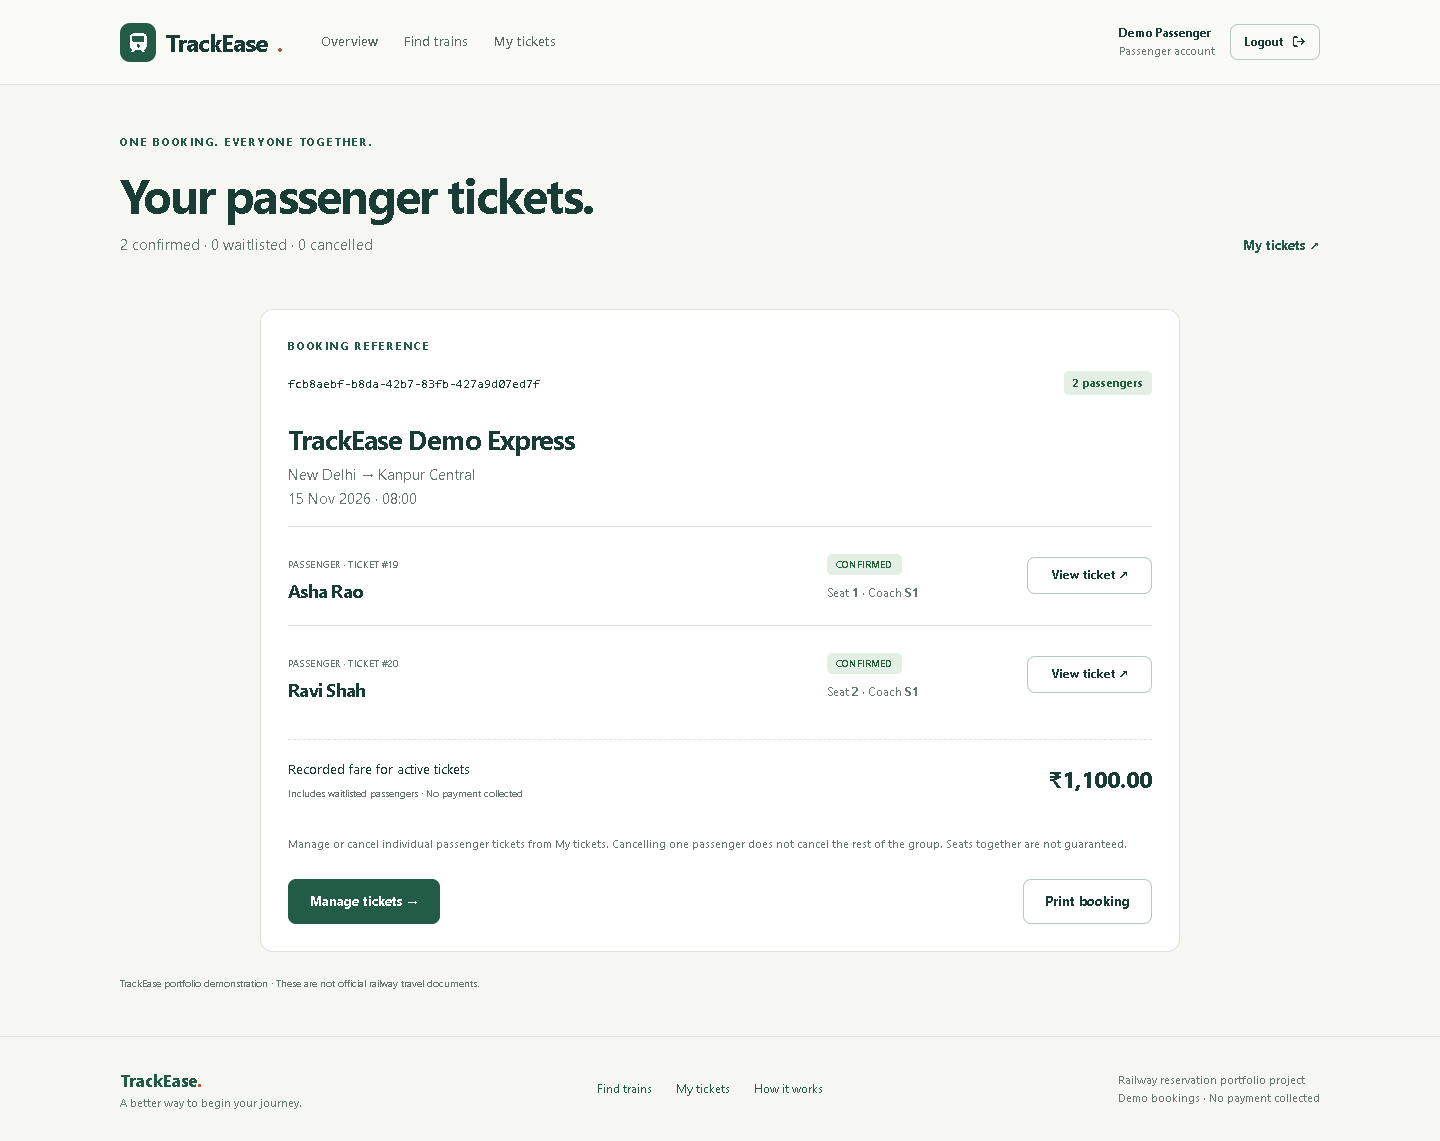 TrackEase .
Overview Find trains My tickets
Demo Passenger
Passenger account
Logout
ONE BOOKING. EVERYONE TOGETHER.
Your passenger tickets.
2 confirmed · 0 waitlisted · 0 cancelled
My tickets ↗
BOOKING REFERENCE
fcb8aebf-b8da-42b7-83fb-427a9d07ed7f
2 passengers
TrackEase Demo Express
New Delhi → Kanpur Central
15 Nov 2026 · 08:00
PASSENGER · TICKET #19
Asha Rao
CONFIRMED
Seat 1 · Coach S1
View ticket ↗
PASSENGER · TICKET #20
Ravi Shah
CONFIRMED
Seat 2 · Coach S1
View ticket ↗
Recorded fare for active tickets
Includes waitlisted passengers · No payment collected
₹1,100.00
Manage or cancel individual passenger tickets from My tickets. Cancelling one passenger does not cancel the rest of the group. Seats together are not guaranteed.
Manage tickets →
Print booking
TrackEase portfolio demonstration · These are not official railway travel documents.
TrackEase.
A better way to begin your journey.
Find trains My tickets How it works
Railway reservation portfolio project
Demo bookings · No payment collected